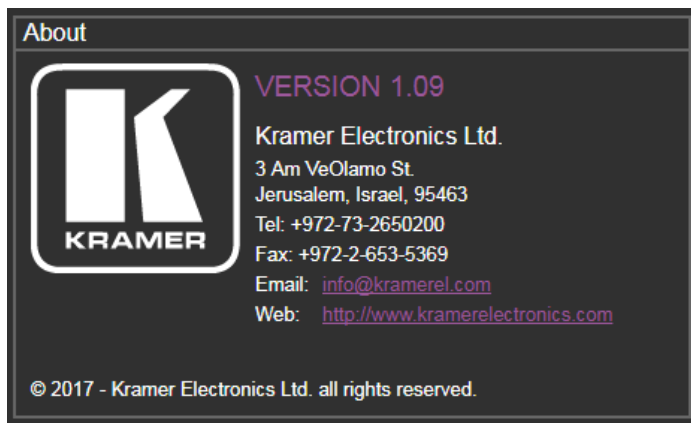 About
VERSION 1.09
Kramer Electronics Ltd.
3 Am VeOlamo St.
Jerusalem, Israel, 95463
Tel: +972-73-2650200
Fax: +972-2-653-5369
Email: info@kramerel.com
Web: http://www.kramerelectronics.com
KRAMER
© 2017 - Kramer Electronics Ltd. all rights reserved.